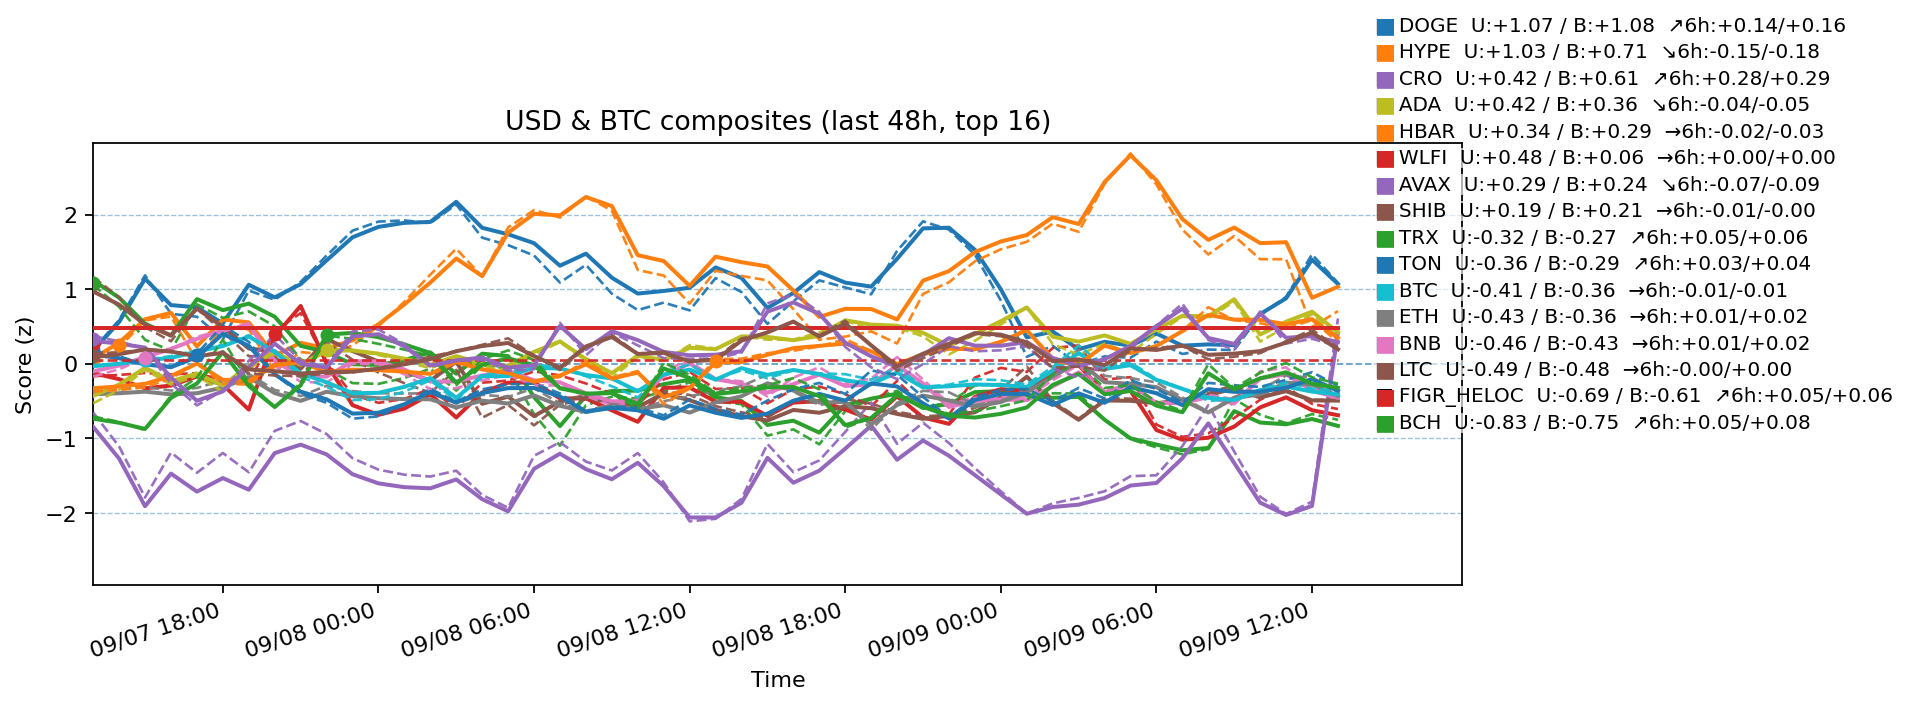 DOGE U:+1.07 / B:+1.08 ↗6h:+0.14/+0.16
HYPE U:+1.03 / B:+0.71 ↘6h:-0.15/-0.18
CRO U:+0.42 / B:+0.61 ↗6h:+0.28/+0.29
ADA U:+0.42 / B:+0.36 ↘6h:-0.04/-0.05
HBAR U:+0.34 / B:+0.29 →6h:-0.02/-0.03
WLFI U:+0.48 / B:+0.06 →6h:+0.00/+0.00
AVAX U:+0.29 / B:+0.24 ↘6h:-0.07/-0.09
SHIB U:+0.19 / B:+0.21 →6h:-0.01/-0.00
TRX U:-0.32 / B:-0.27 ↗6h:+0.05/+0.06
TON U:-0.36 / B:-0.29 ↗6h:+0.03/+0.04
BTC U:-0.41 / B:-0.36 →6h:-0.01/-0.01
ETH U:-0.43 / B:-0.36 →6h:+0.01/+0.02
BNB U:-0.46 / B:-0.43 →6h:+0.01/+0.02
LTC U:-0.49 / B:-0.48 →6h:-0.00/+0.00
FIGR_HELOC U:-0.69 / B:-0.61 ↗6h:+0.05/+0.06
BCH U:-0.83 / B:-0.75 ↗6h:+0.05/+0.08
USD & BTC composites (last 48h, top 16)
Score (z)
2
1
0
−1
−2
09/07 18:00
09/08 00:00
09/08 06:00
09/08 12:00
09/08 18:00
09/09 00:00
09/09 06:00
09/09 12:00
Time